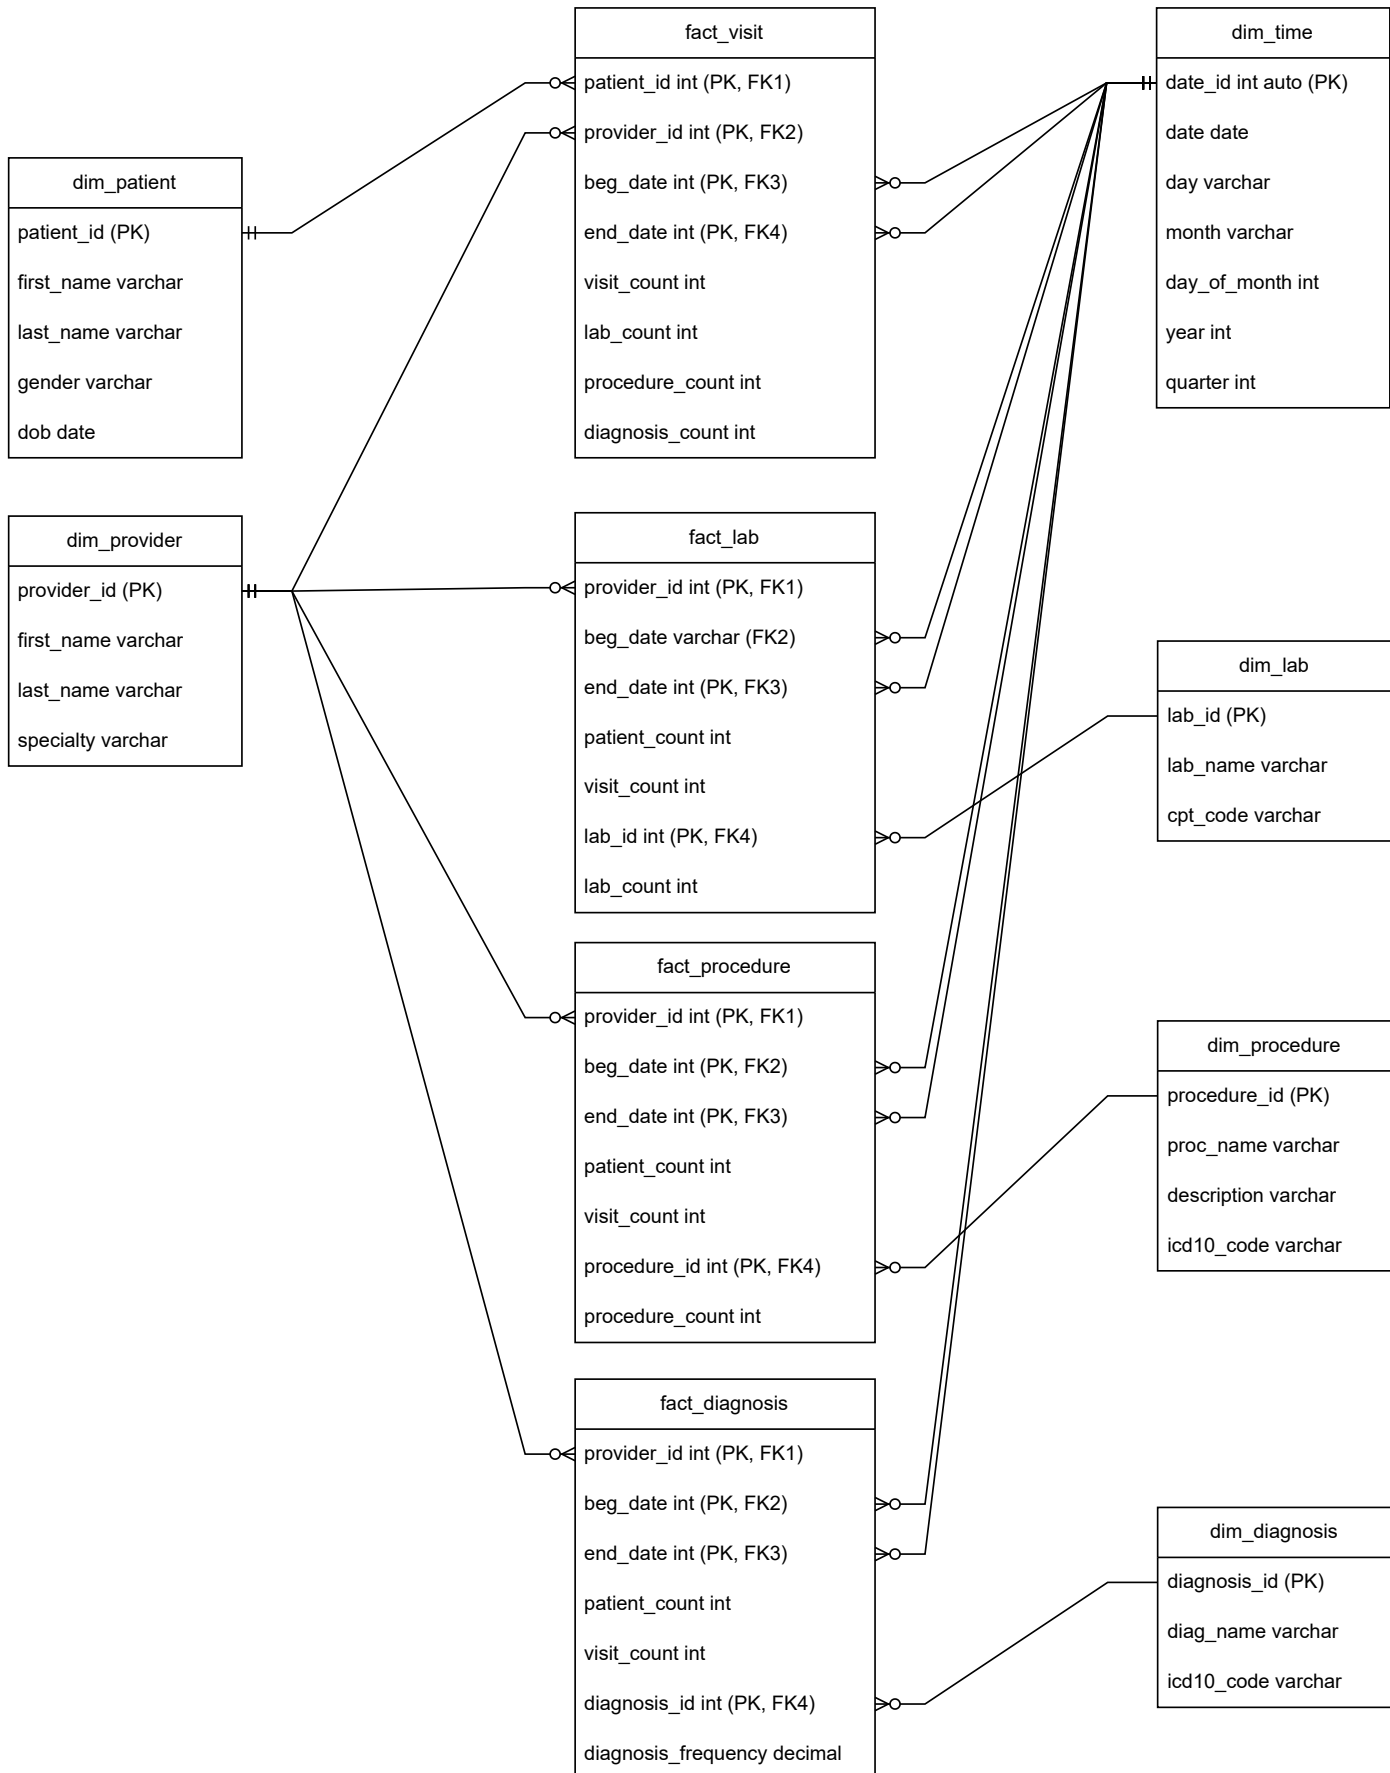 fact_visit
patient_id int (PK, FK1)
provider_id int (PK, FK2)
beg_date int (PK, FK3)
end_date int (PK, FK4)
visit_count int
lab_count int
procedure_count int
diagnosis_count int
dim_time
date_id int auto (PK)
date date
day varchar
month varchar
day_of_month int
year int
quarter int
dim_patient
patient_id (PK)
first_name varchar
last_name varchar
gender varchar
dob date
dim_provider
provider_id (PK)
first_name varchar
last_name varchar
specialty varchar
fact_lab
provider_id int (PK, FK1)
beg_date varchar (FK2)
end_date int (PK, FK3)
patient_count int
visit_count int
lab_id int (PK, FK4)
lab_count int
dim_lab
lab_id (PK)
lab_name varchar
cpt_code varchar
fact_procedure
provider_id int (PK, FK1)
beg_date int (PK, FK2)
end_date int (PK, FK3)
patient_count int
visit_count int
procedure_id int (PK, FK4)
procedure_count int
dim_procedure
procedure_id (PK)
proc_name varchar
description varchar
icd10_code varchar
fact_diagnosis
provider_id int (PK, FK1)
beg_date int (PK, FK2)
end_date int (PK, FK3)
patient_count int
visit_count int
diagnosis_id int (PK, FK4)
diagnosis_frequency decimal
dim_diagnosis
diagnosis_id (PK)
diag_name varchar
icd10_code varchar